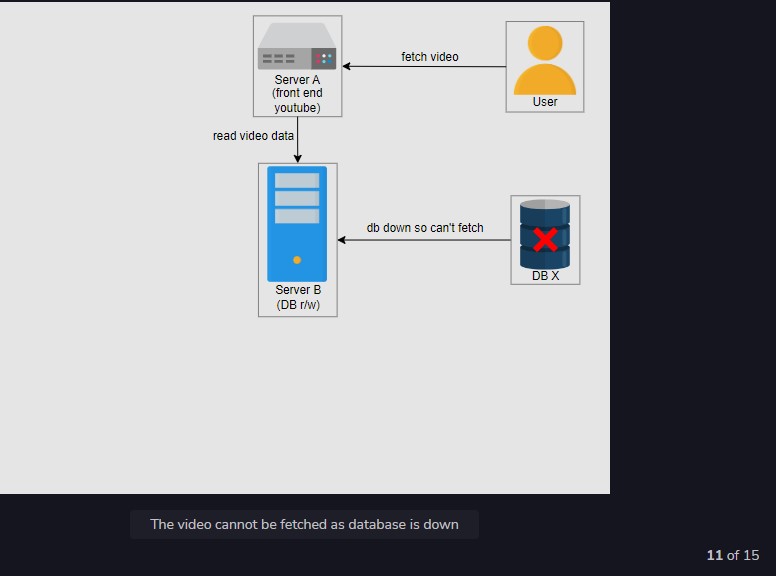 fetch video
Server A
(front end
youtube)
User
read video data
db down so can't fetch
Server B
(DB r/w)
DB X
The video cannot be fetched as database is down
11 of 15